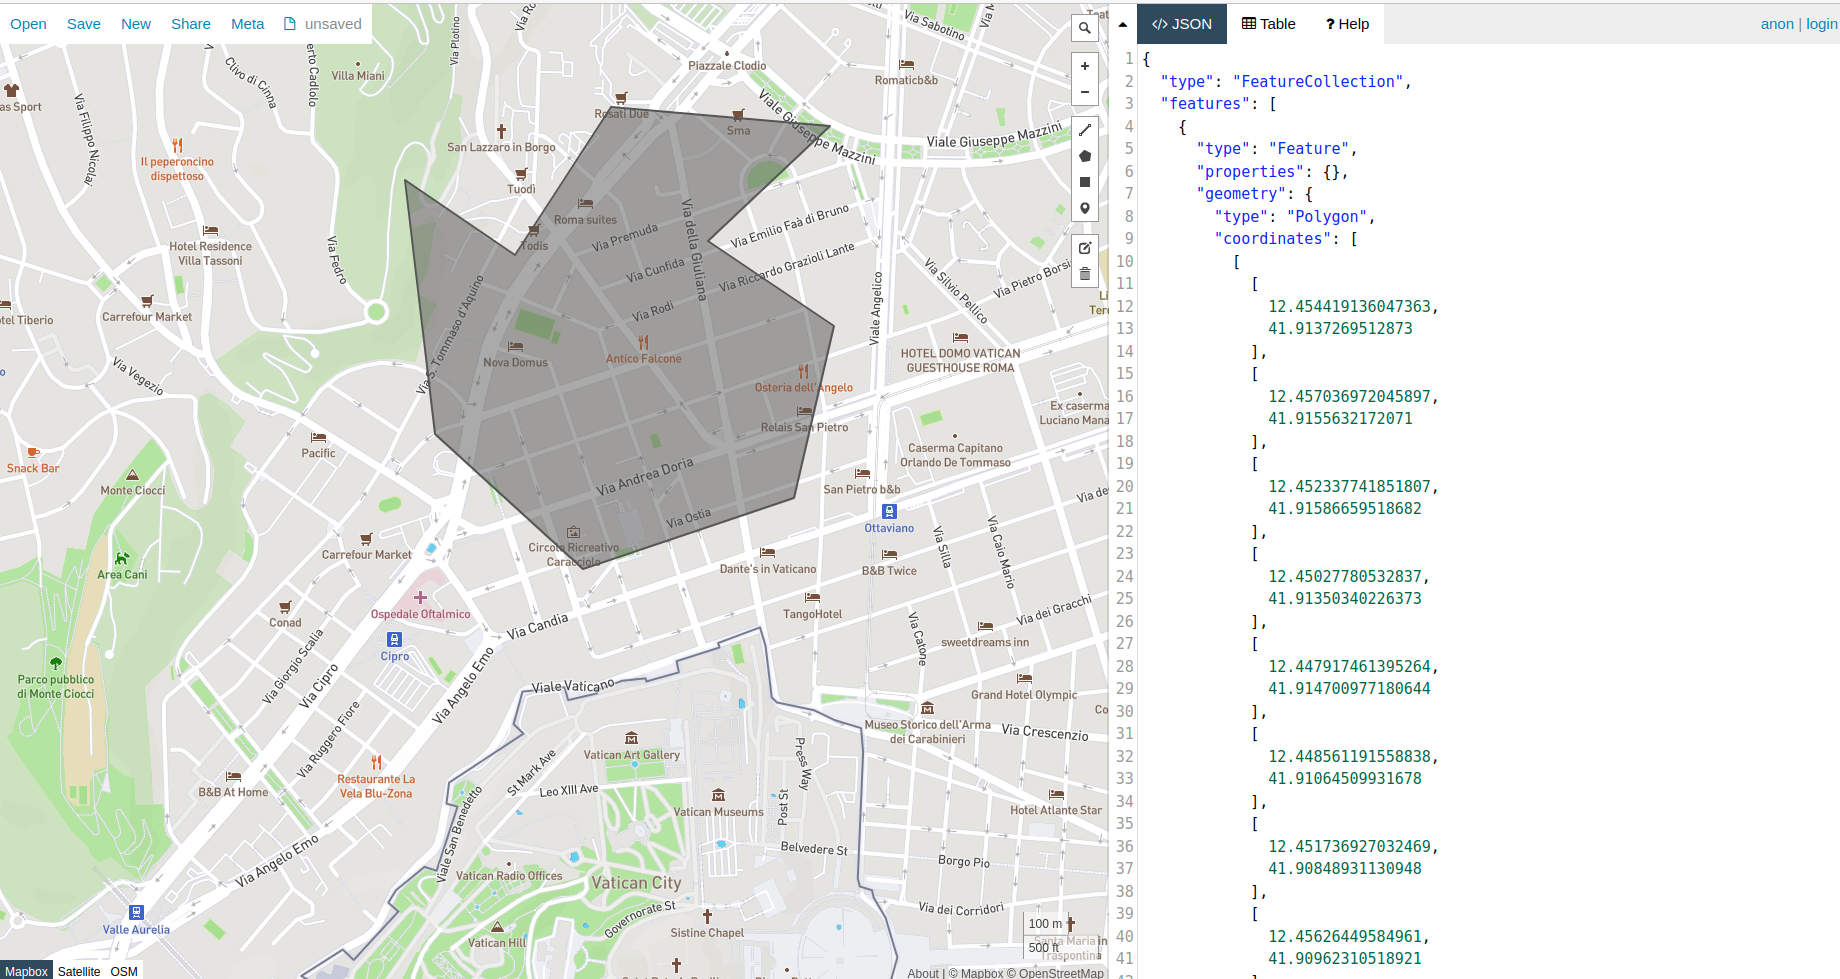 Open Save New Share Meta unsaved
JSON Table Help
anon | login
Via Plotino
Via Sabotino
Piazzale Clodio
Clivo di Cinna
Villa Miani
Romaticb&b
as Sport
Via Filippo Nicolai
Rosati Due
Sma
Viale Giuseppe Mazzini
Viale Giuseppe Mazzini
San Lazzaro in Borgo
Il peperoncino
dispettoso
Tuodì
Roma suites
Via della Giuliana
Via Emilio Faà di Bruno
Via Premuda
Todis
Hotel Residence
Villa Tassoni
Via Fedro
Via Cunfida
Via Riccardo Grazioli Lante
Via Silvio Pellico
Via Pietro Borsi
Via S. Tommaso d'Aquino
Via Rodi
Viale Angelico
tel Tiberio
Carrefour Market
Nova Domus
Antico Falcone
HOTEL DOMO VATICAN
GUESTHOUSE ROMA
Via Vegezio
Osteria dell'Angelo
Ex caserma
Luciano Mana
Relais San Pietro
Pacific
Caserma Capitano
Orlando De Tommaso
Snack Bar
Via Andrea Doria
Monte Ciocci
San Pietro b&b
Via de
Via Ostia
Ottaviano
Circolo Ricreativo
Caracciolo
Carrefour Market
Via Silla
Via Caio Mario
Area Cani
Dante's in Vaticano
B&B Twice
Ospedale Oftalmico
Conad
TangoHotel
Via dei Gracchi
Via Candia
Via Catone
sweetdreams inn
Cipro
Via Giorgio Scalia
Via Cipro
Via Angelo Emo
Parco pubblico
di Monte Ciocci
Viale Vaticano
Grand Hotel Olympic
Co
Via Ruggero Fiore
Museo Storico dell'Arma
dei Carabinieri
Via Crescenzio
Vatican Art Gallery
Press Way
St Mark Ave
Restaurante La
Vela Blu-Zona
B&B At Home
Leo XIII Ave
Post St
Vatican Museums
Hotel Atlante Star
Viale San Benedetto
Via Angelo Emo
Belvedere St
Borgo Pio
Vatican Radio Offices
Vatican City
Via dei Corridori
Governorate St
Valle Aurelia
Vatican Hill
Sistine Chapel
100 m
500 ft
Santa Maria in
Traspontina
Mapbox Satellite OSM
About | © Mapbox © OpenStreetMap
1 {
2 "type": "FeatureCollection",
3 "features": [
4 {
5 "type": "Feature",
6 "properties": {},
7 "geometry": {
8 "type": "Polygon",
9 "coordinates": [
10 [
11 [
12 12.454419136047363,
13 41.9137269512873
14 ],
15 [
16 12.457036972045897,
17 41.9155632172071
18 ],
19 [
20 12.452337741851807,
21 41.91586659518682
22 ],
23 [
24 12.45027780532837,
25 41.91350340226373
26 ],
27 [
28 12.447917461395264,
29 41.914700977180644
30 ],
31 [
32 12.448561191558838,
33 41.91064509931678
34 ],
35 [
36 12.451736927032469,
37 41.90848931130948
38 ],
39 [
40 12.45626449584961,
41 41.90962310518921